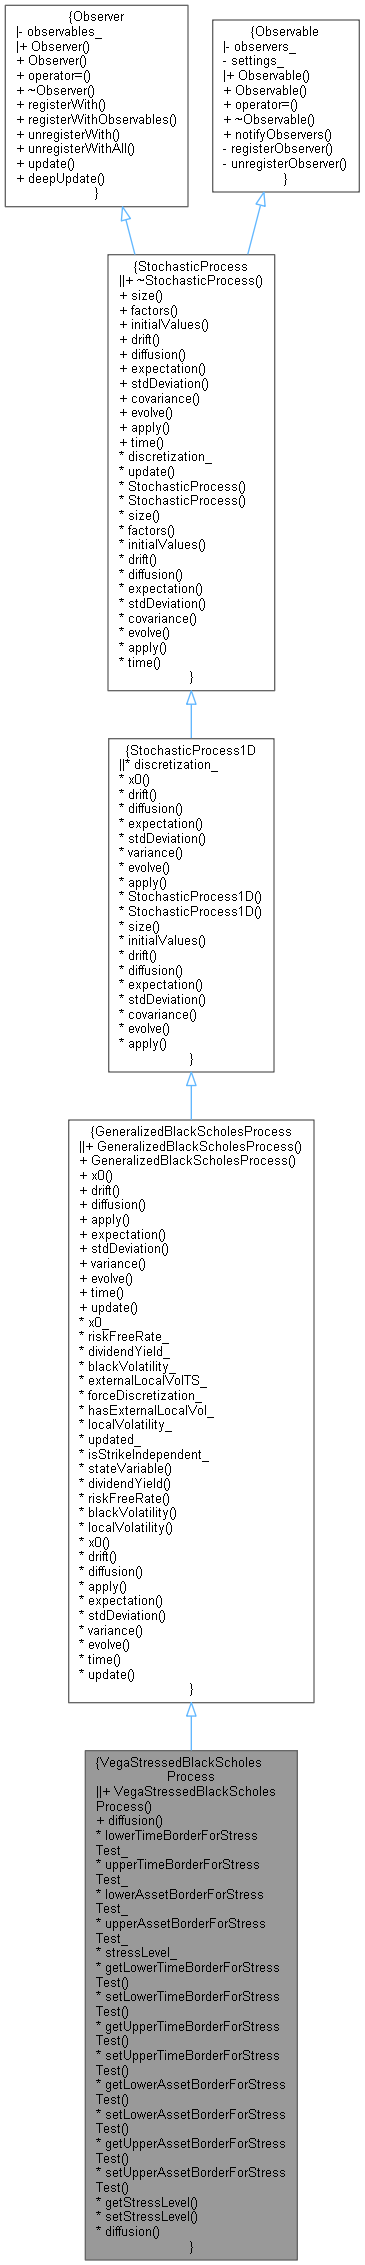 {Observer
|- observables_
|+ Observer()
+ Observer()
+ operator=()
+ ~Observer()
+ registerWith()
+ registerWithObservables()
+ unregisterWith()
+ unregisterWithAll()
+ update()
+ deepUpdate()
}
{Observable
|- observers_
- settings_
|+ Observable()
+ Observable()
+ operator=()
+ ~Observable()
+ notifyObservers()
- registerObserver()
- unregisterObserver()
}
{StochasticProcess
||+ ~StochasticProcess()
+ size()
+ factors()
+ initialValues()
+ drift()
+ diffusion()
+ expectation()
+ stdDeviation()
+ covariance()
+ evolve()
+ apply()
+ time()
* discretization_
* update()
* StochasticProcess()
* StochasticProcess()
* size()
* factors()
* initialValues()
* drift()
* diffusion()
* expectation()
* stdDeviation()
* covariance()
* evolve()
* apply()
* time()
}
{StochasticProcess1D
||* discretization_
* x0()
* drift()
* diffusion()
* expectation()
* stdDeviation()
* variance()
* evolve()
* apply()
* StochasticProcess1D()
* StochasticProcess1D()
* size()
* initialValues()
* drift()
* diffusion()
* expectation()
* stdDeviation()
* covariance()
* evolve()
* apply()
}
{GeneralizedBlackScholesProcess
||+ GeneralizedBlackScholesProcess()
+ GeneralizedBlackScholesProcess()
+ x0()
+ drift()
+ diffusion()
+ apply()
+ expectation()
+ stdDeviation()
+ variance()
+ evolve()
+ time()
+ update()
* x0_
* riskFreeRate_
* dividendYield_
* blackVolatility_
* externalLocalVolTS_
* forceDiscretization_
* hasExternalLocalVol_
* localVolatility_
* updated_
* isStrikeIndependent_
* stateVariable()
* dividendYield()
* riskFreeRate()
* blackVolatility()
* localVolatility()
* x0()
* drift()
* diffusion()
* apply()
* expectation()
* stdDeviation()
* variance()
* evolve()
* time()
* update()
}
{VegaStressedBlackScholes
Process
||+ VegaStressedBlackScholes
Process()
+ diffusion()
* lowerTimeBorderForStress
Test_
* upperTimeBorderForStress
Test_
* lowerAssetBorderForStress
Test_
* upperAssetBorderForStress
Test_
* stressLevel_
* getLowerTimeBorderForStress
Test()
* setLowerTimeBorderForStress
Test()
* getUpperTimeBorderForStress
Test()
* setUpperTimeBorderForStress
Test()
* getLowerAssetBorderForStress
Test()
* setLowerAssetBorderForStress
Test()
* getUpperAssetBorderForStress
Test()
* setUpperAssetBorderForStress
Test()
* getStressLevel()
* setStressLevel()
* diffusion()
}